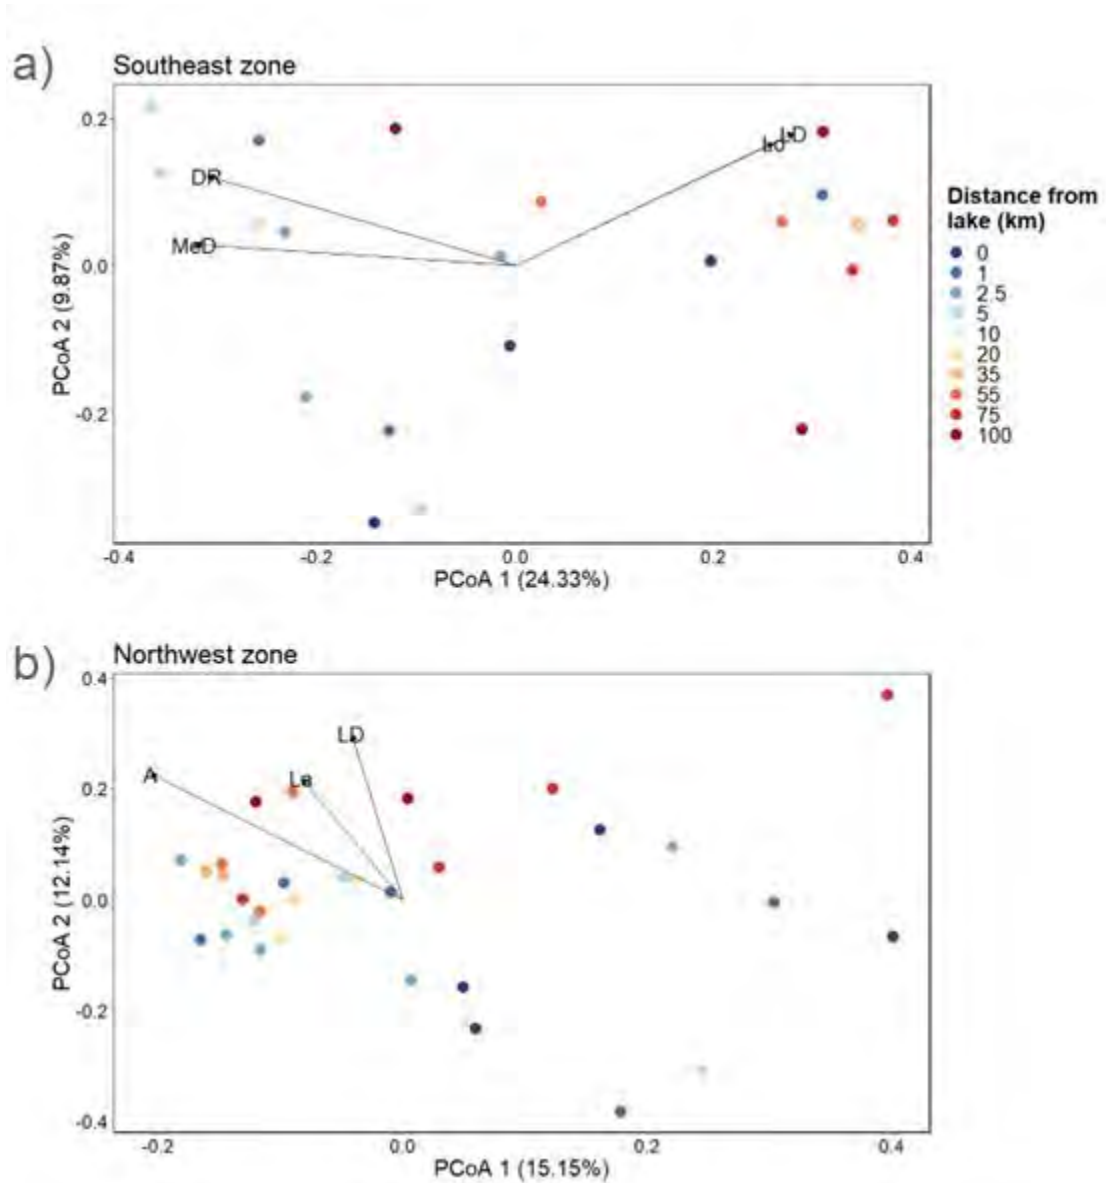 a)
Southeast zone
0.2
0.0
-0.2
PCoA 2 (9.87%)
DR
MeD
LD
-0.4
-0.2
0.0
0.2
0.4
PCoA 1 (24.33%)
Distance from
lake (km)
0
1
2.5
5
10
20
35
55
75
100
b)
Northwest zone
0.4
0.2
0.0
-0.2
-0.4
PCoA 2 (12.14%)
A
Le
LD
-0.2
0.0
0.2
0.4
PCoA 1 (15.15%)